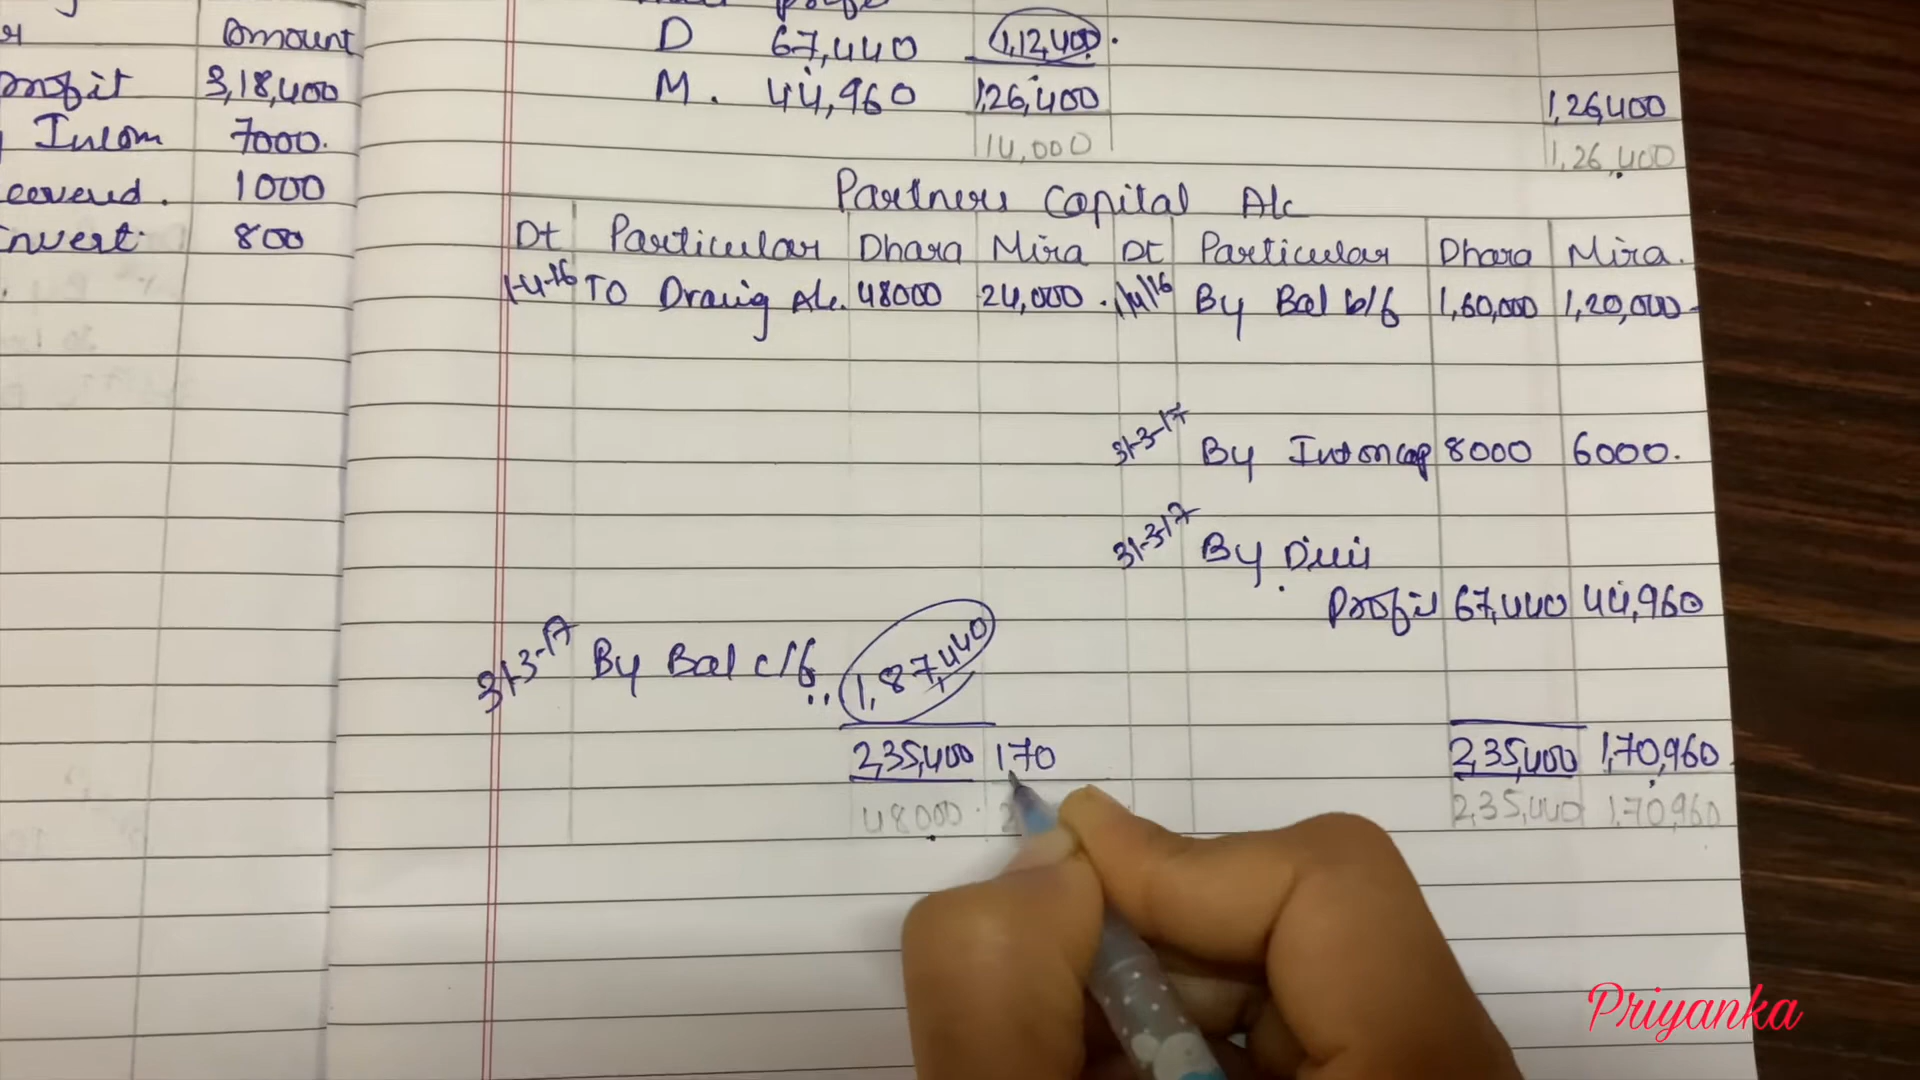 Amount
profit 3,18,400
Incom 7000.
covered. 1000
nvert. 800
D 67,440 1,12,400.
M. 44,960 1,26,400 1,26,400
14,000 1,26,400
Partners Capital A/c
Dt Particular Dhara Mira Dt Particular Dhara Mira.
1-4-16 TO Drawig A/c. 48000 24,000. 1/4/16 By Bal b/f 1,60,000 1,20,000
31-3-17 By Int on cap 8000 6000.
31-3-17 By Divi
Profit 67,440 44,960
31-3-17 By Bal c/f 1,87,440
2,35,400 1,70 2,35,400 1,70,960
48000 2,35,440 1,70,960
Priyanka